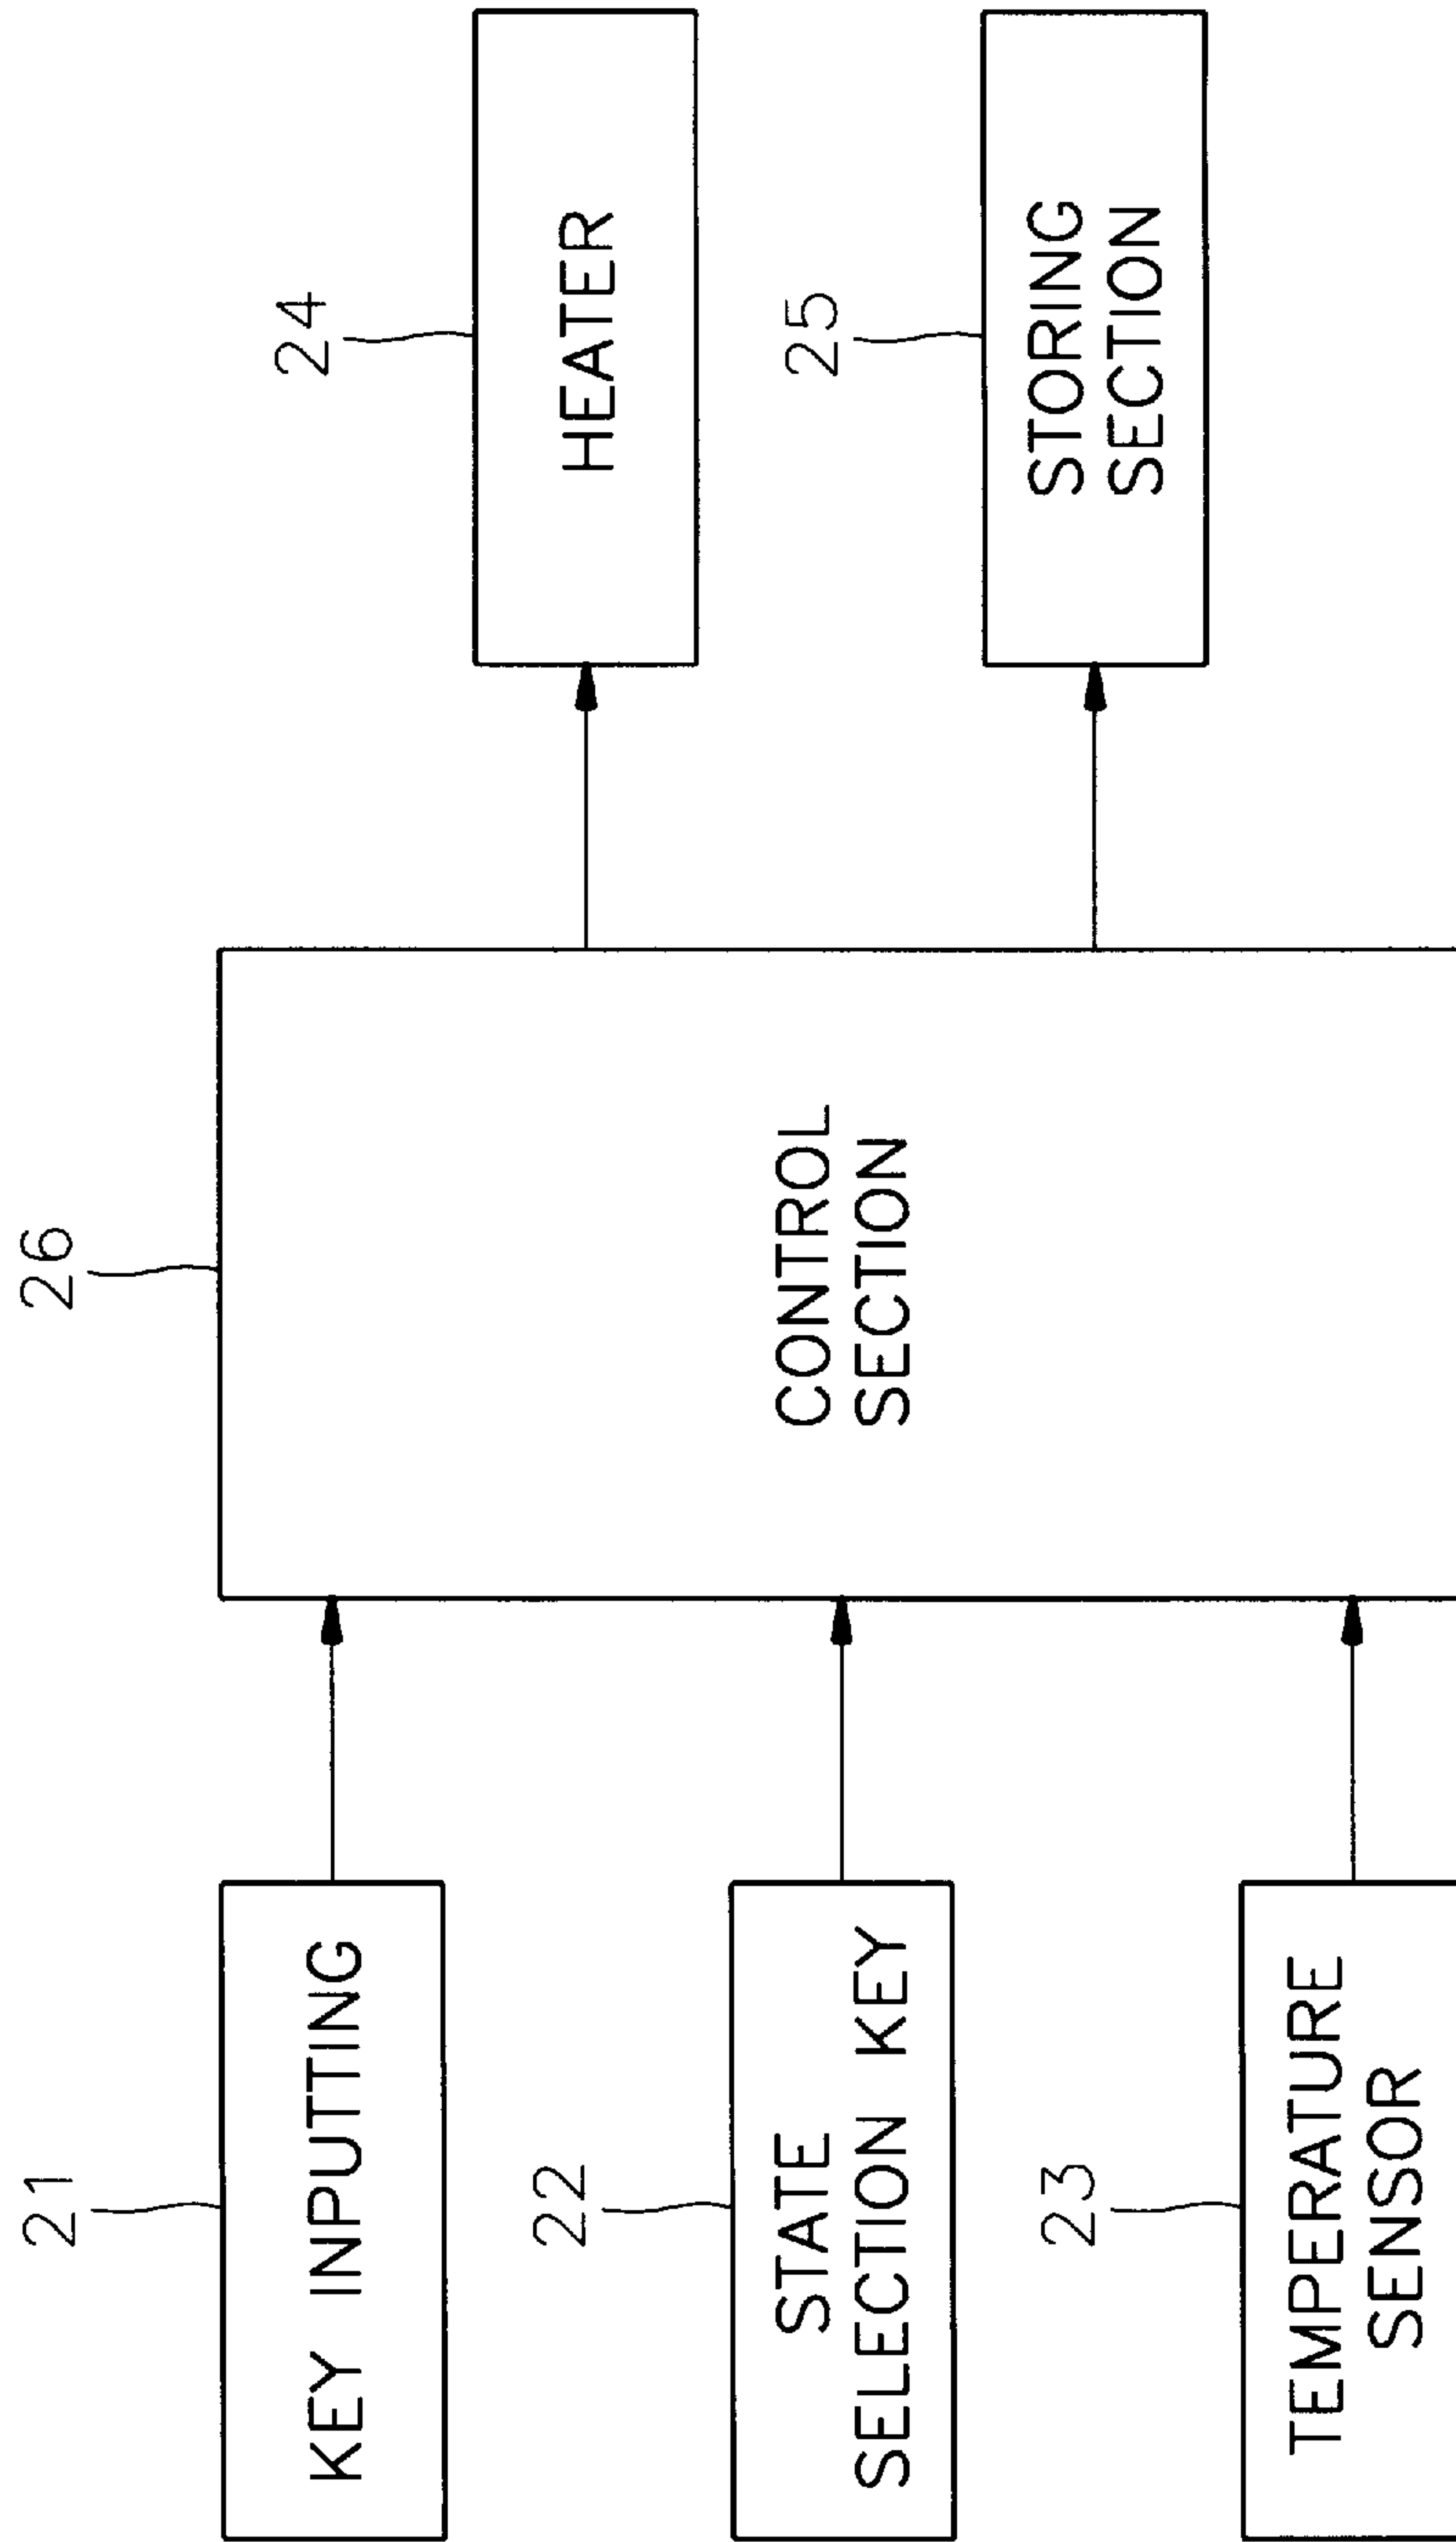 21
KEY INPUTTING
22
STATE
SELECTION KEY
23
TEMPERATURE
SENSOR
26
CONTROL
SECTION
24
HEATER
25
STORING
SECTION